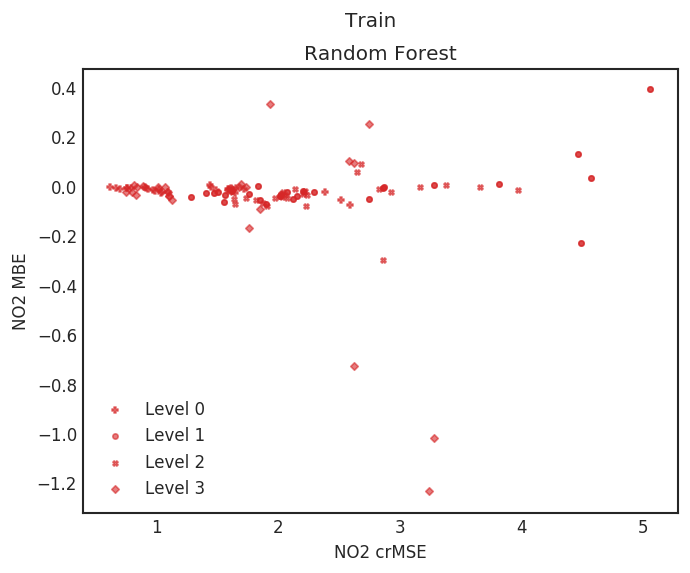 Train
Random Forest
0.4
0.2
0.0
−0.2
−0.4
−0.6
−0.8
−1.0
−1.2
NO2 MBE
Level 0
Level 1
Level 2
Level 3
1 2 3 4 5
NO2 crMSE